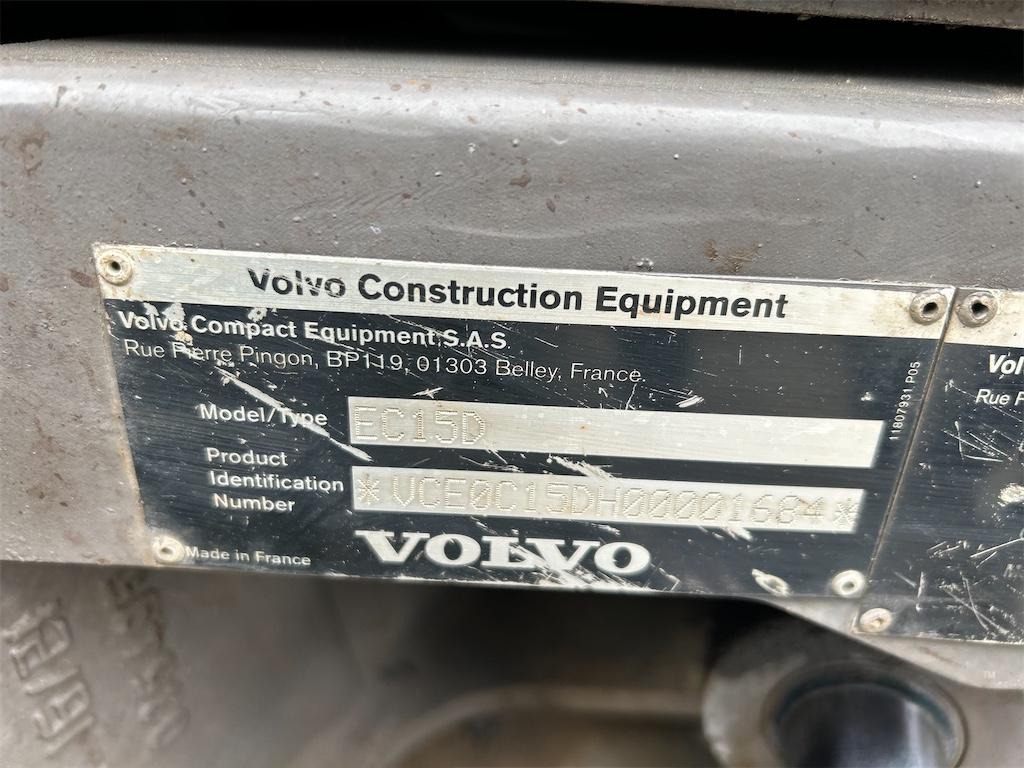 Volvo Construction Equipment
Volvo Compact Equipment S.A.S.
Rue Pierre Pingon, BP119, 01303 Belley, France
Model/Type EC15D
Product
Identification
Number
*VCE0C15DH00001684*
VOLVO
Made in France
11807931 P05
Vol
Rue P